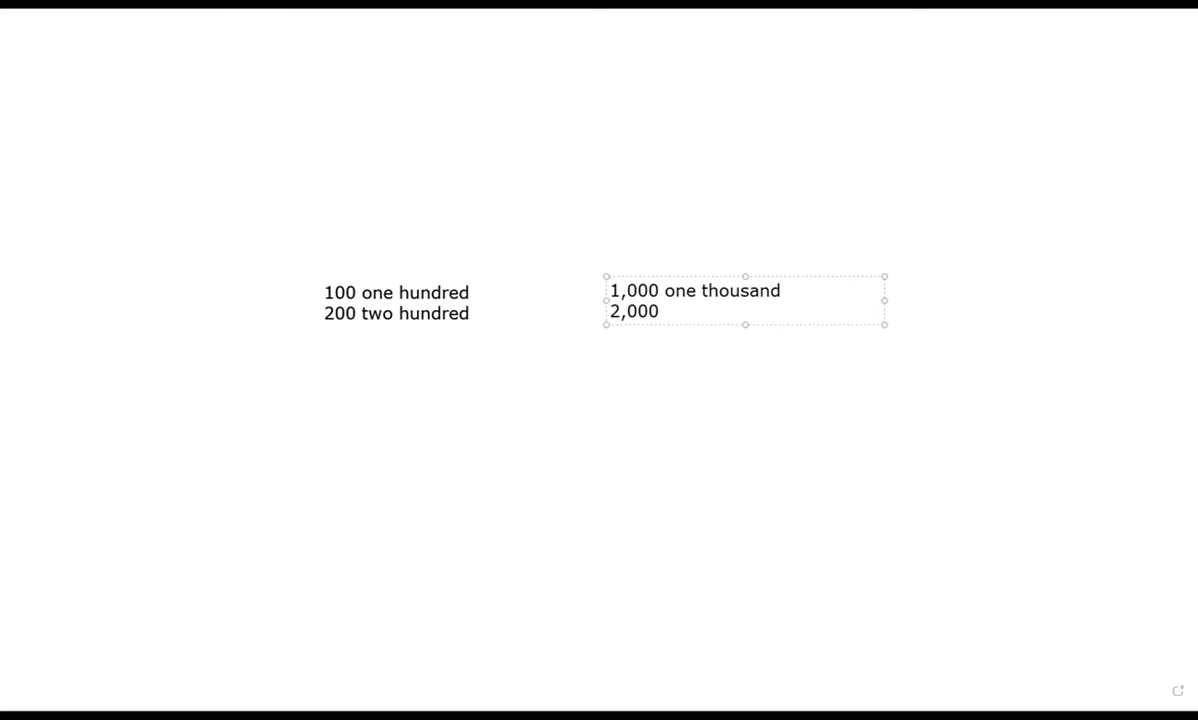 100 one hundred
200 two hundred
1,000 one thousand
2,000